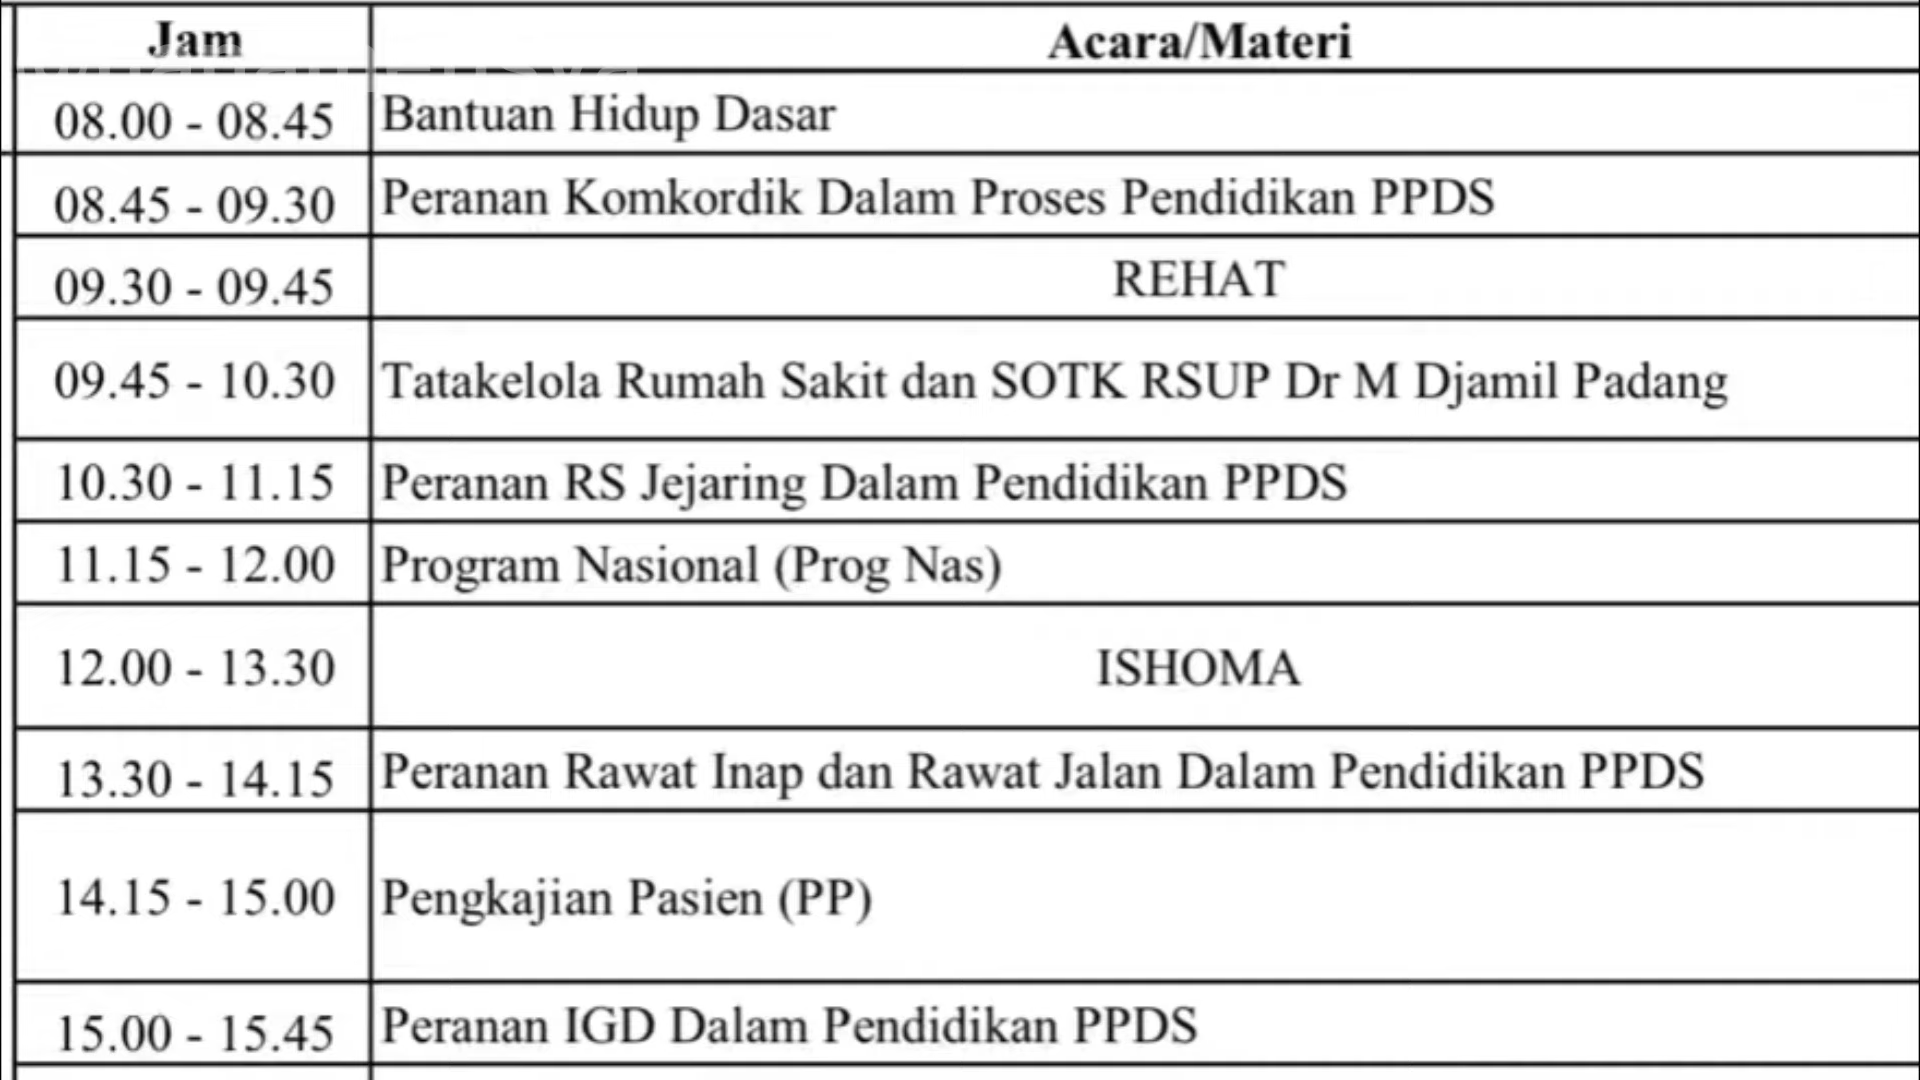 Jam Acara/Materi
08.00 - 08.45 Bantuan Hidup Dasar
08.45 - 09.30 Peranan Komkordik Dalam Proses Pendidikan PPDS
09.30 - 09.45 REHAT
09.45 - 10.30 Tatakelola Rumah Sakit dan SOTK RSUP Dr M Djamil Padang
10.30 - 11.15 Peranan RS Jejaring Dalam Pendidikan PPDS
11.15 - 12.00 Program Nasional (Prog Nas)
12.00 - 13.30 ISHOMA
13.30 - 14.15 Peranan Rawat Inap dan Rawat Jalan Dalam Pendidikan PPDS
14.15 - 15.00 Pengkajian Pasien (PP)
15.00 - 15.45 Peranan IGD Dalam Pendidikan PPDS